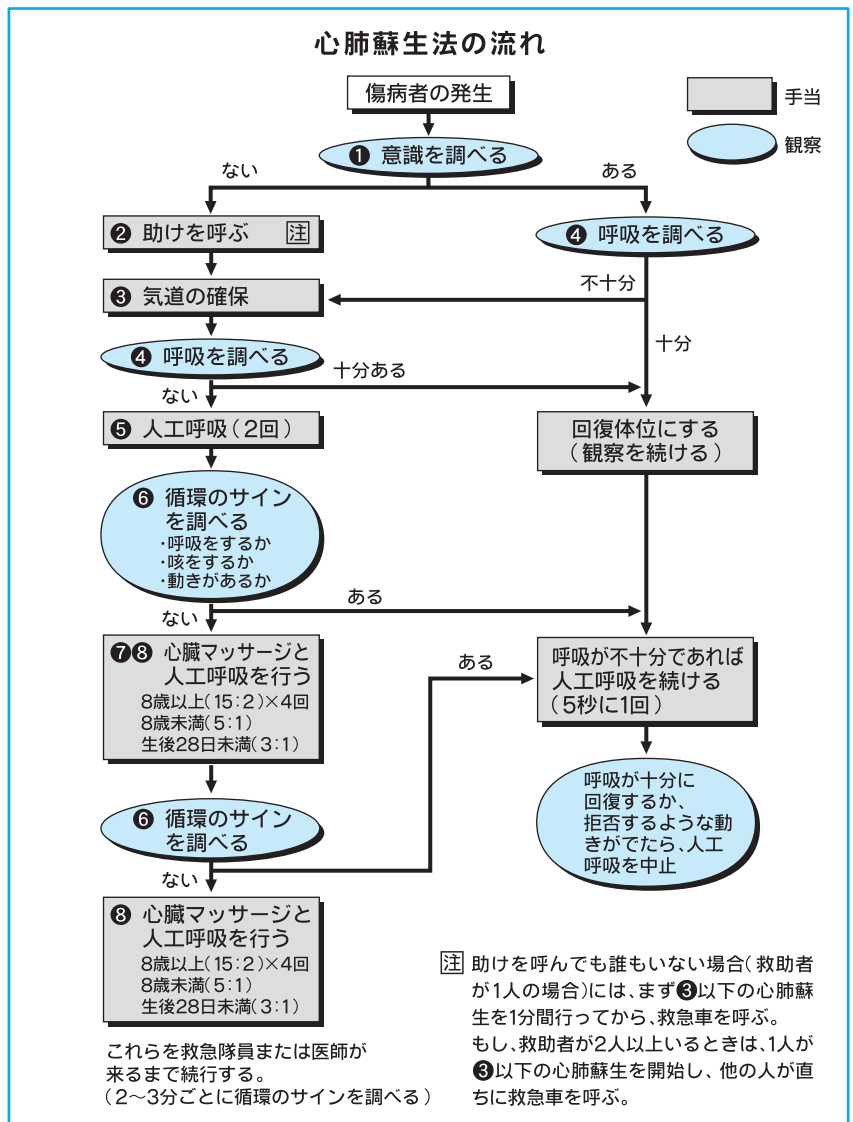 心肺蘇生法の流れ
傷病者の発生
手当
観察
❶ 意識を調べる
ない
ある
❷ 助けを呼ぶ 注
❹ 呼吸を調べる
❸ 気道の確保
不十分
❹ 呼吸を調べる
十分
十分ある
ない
❺ 人工呼吸(2回)
回復体位にする
(観察を続ける)
❻ 循環のサイン
を調べる
・呼吸をするか
・咳をするか
・動きがあるか
ある
ない
❼❽ 心臓マッサージと
人工呼吸を行う
8歳以上(15:2)×4回
8歳未満(5:1)
生後28日未満(3:1)
ある
呼吸が不十分であれば
人工呼吸を続ける
(5秒に1回)
❻ 循環のサイン
を調べる
呼吸が十分に
回復するか、
拒否するような動
きがでたら、人工
呼吸を中止
ない
❽ 心臓マッサージと
人工呼吸を行う
8歳以上(15:2)×4回
8歳未満(5:1)
生後28日未満(3:1)
これらを救急隊員または医師が
来るまで続行する。
(2〜3分ごとに循環のサインを調べる)
注 助けを呼んでも誰もいない場合(救助者
が1人の場合)には、まず❸以下の心肺蘇
生を1分間行ってから、救急車を呼ぶ。
もし、救助者が2人以上いるときは、1人が
❸以下の心肺蘇生を開始し、他の人が直
ちに救急車を呼ぶ。